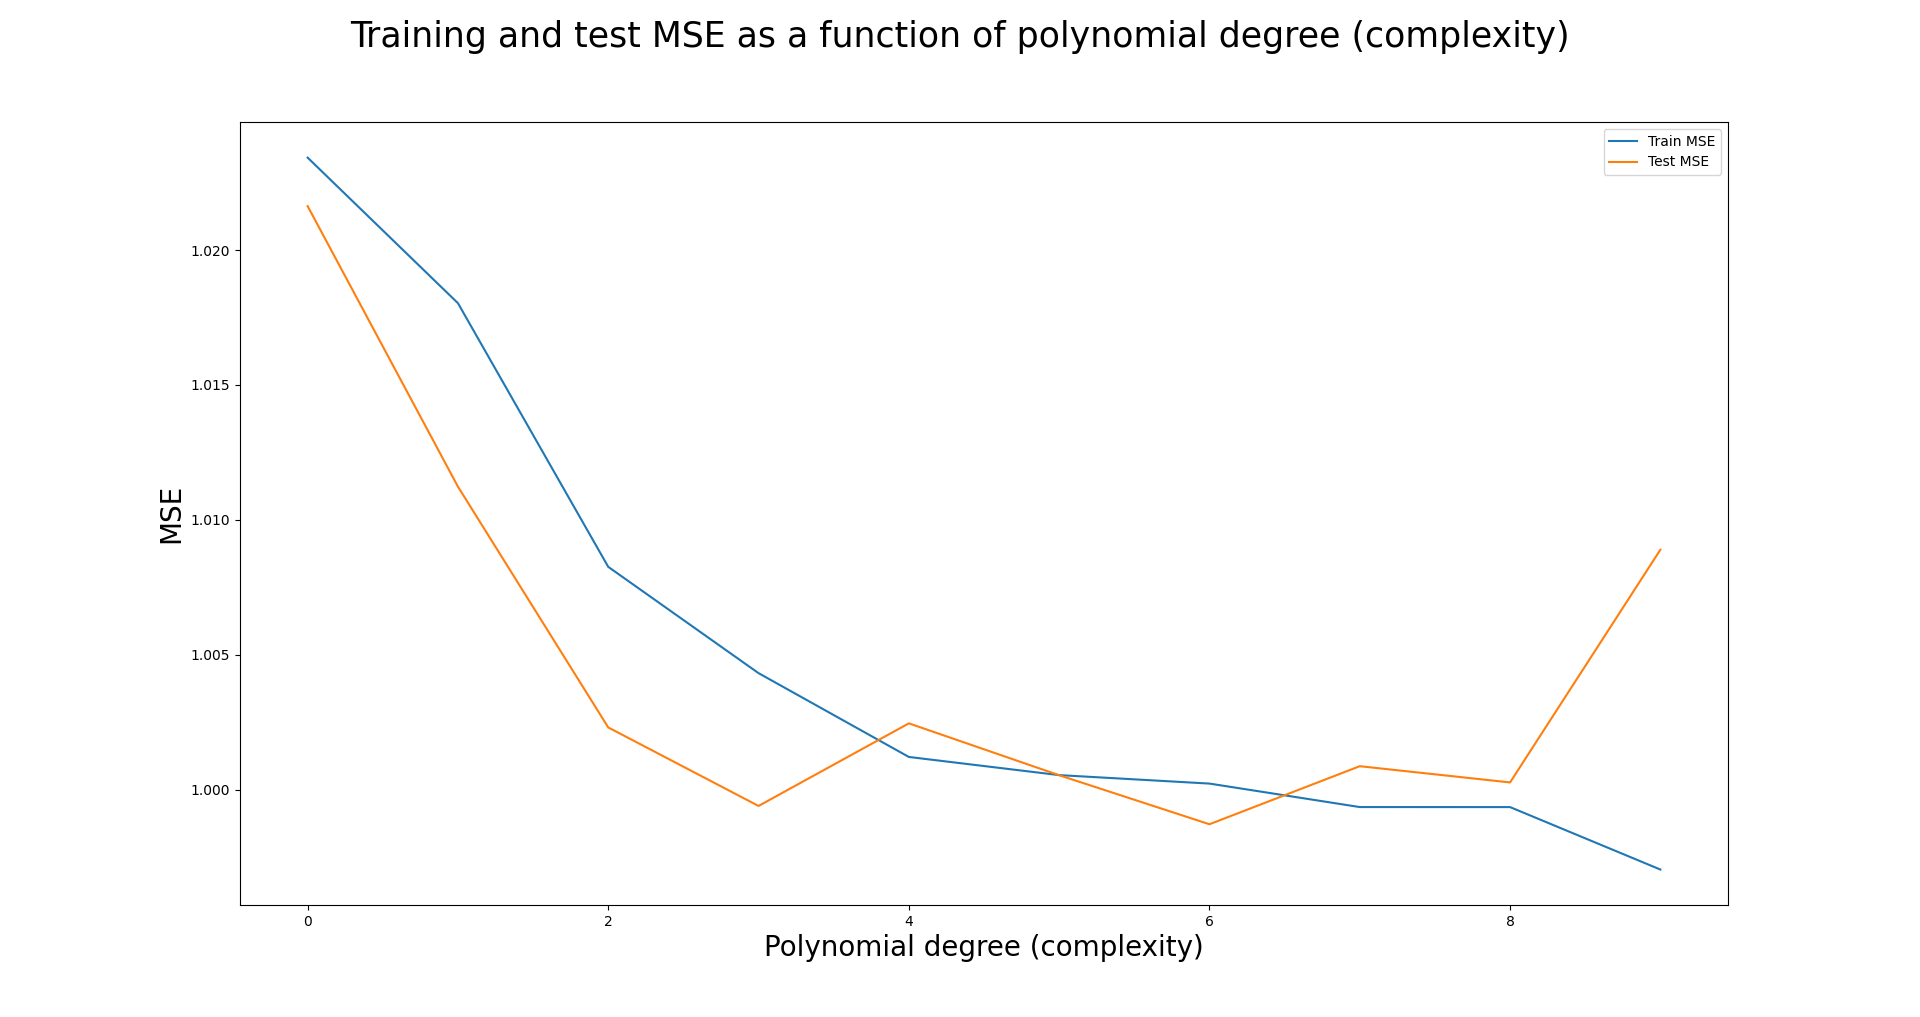 Training and test MSE as a function of polynomial degree (complexity)
Train MSE
Test MSE
1.020
1.015
1.010
1.005
1.000
MSE
0 2 4 6 8
Polynomial degree (complexity)